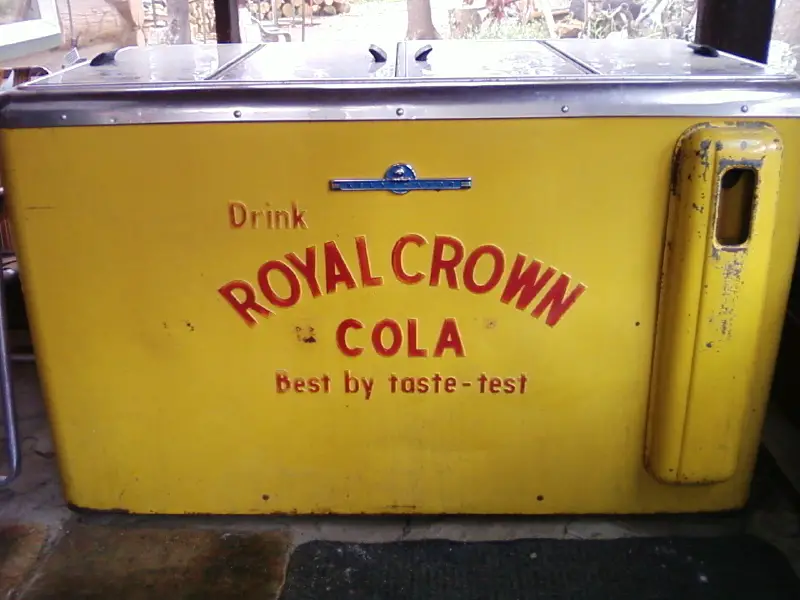 Drink
ROYAL CROWN
COLA
Best by taste-test